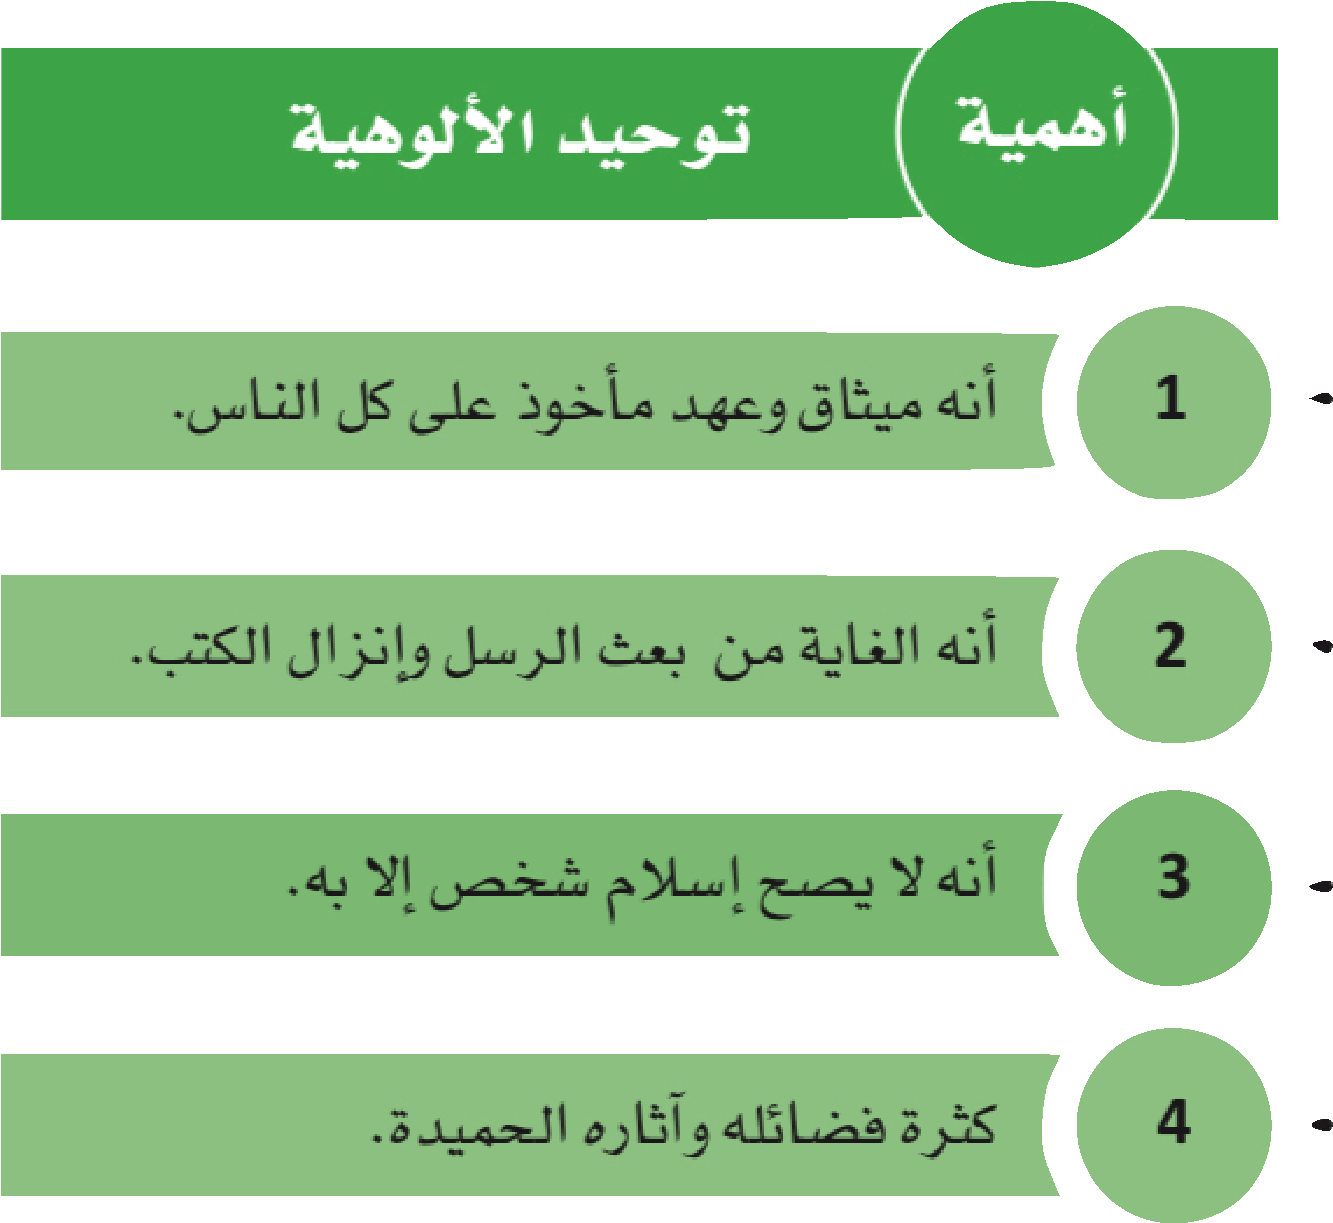 أهمية توحيد الألوهية
1 أنه ميثاق وعهد مأخوذ على كل الناس.
2 أنه الغاية من بعث الرسل وإنزال الكتب.
3 أنه لا يصح إسلام شخص إلا به.
4 كثرة فضائله وآثاره الحميدة.